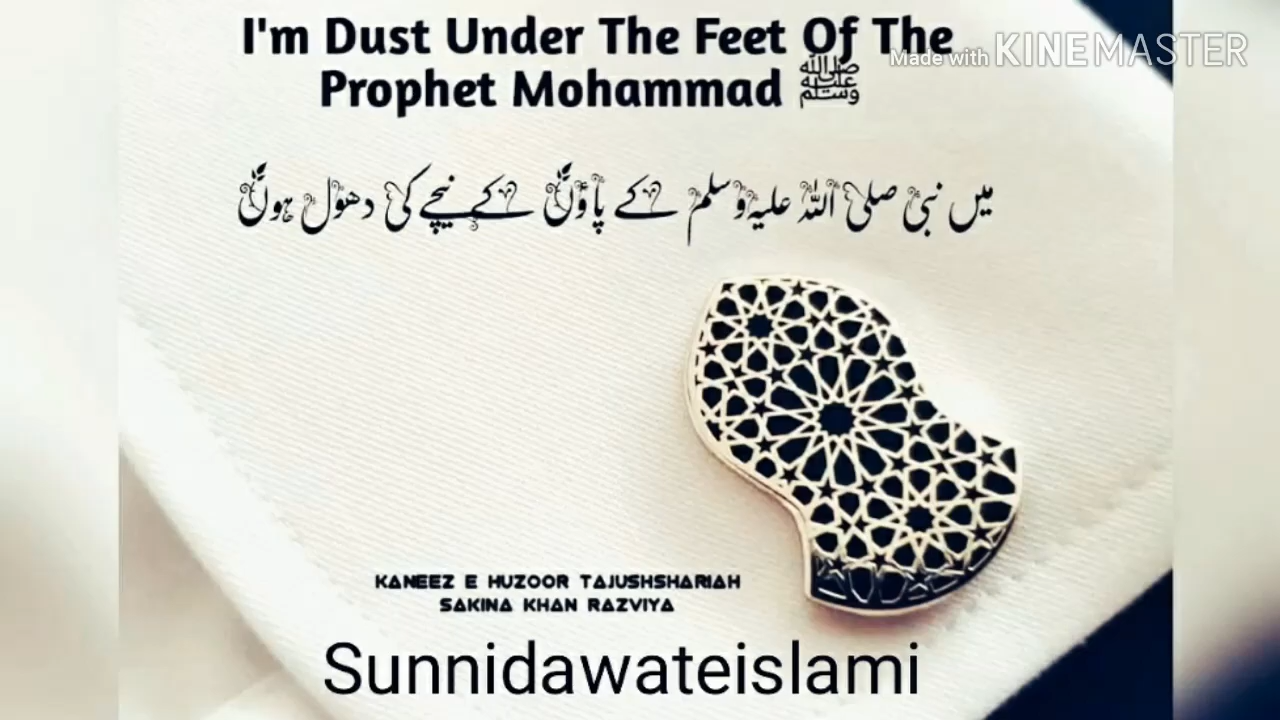 I'm Dust Under The Feet Of The
Prophet Mohammad ﷺ
Made with KINEMASTER
میں نبی صلی اللہ علیہ وسلم کے پاؤں کے نیچے کی دھول ہوں
KANEEZ E HUZOOR TAJUSHSHARIAH
SAKINA KHAN RAZVIYA
Sunnidawateislami